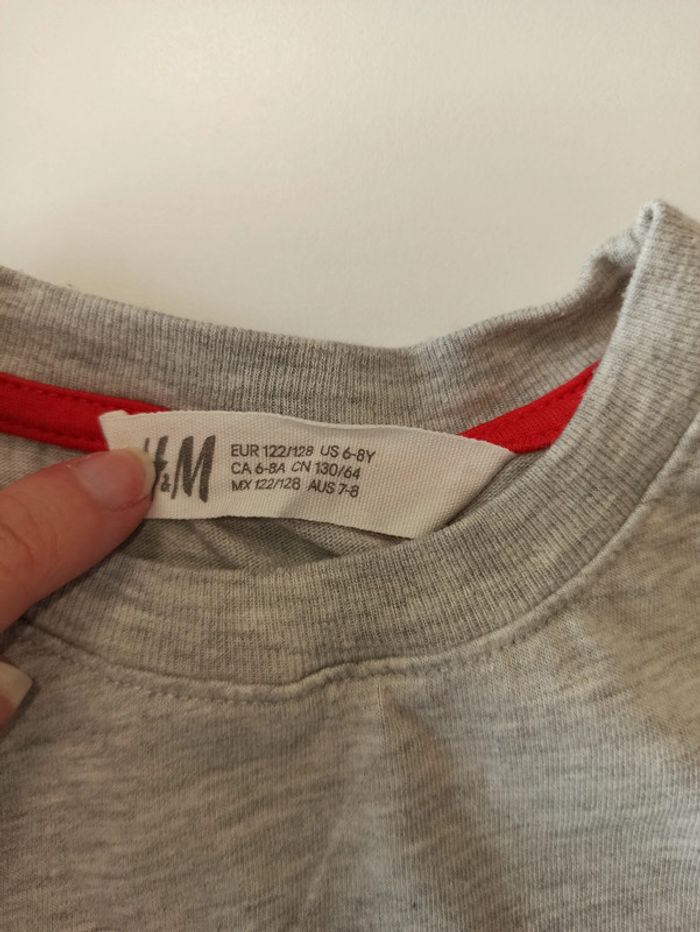 H&M
EUR 122/128 US 6-8Y
CA 6-8A CN 130/64
MX 122/128 AUS 7-8